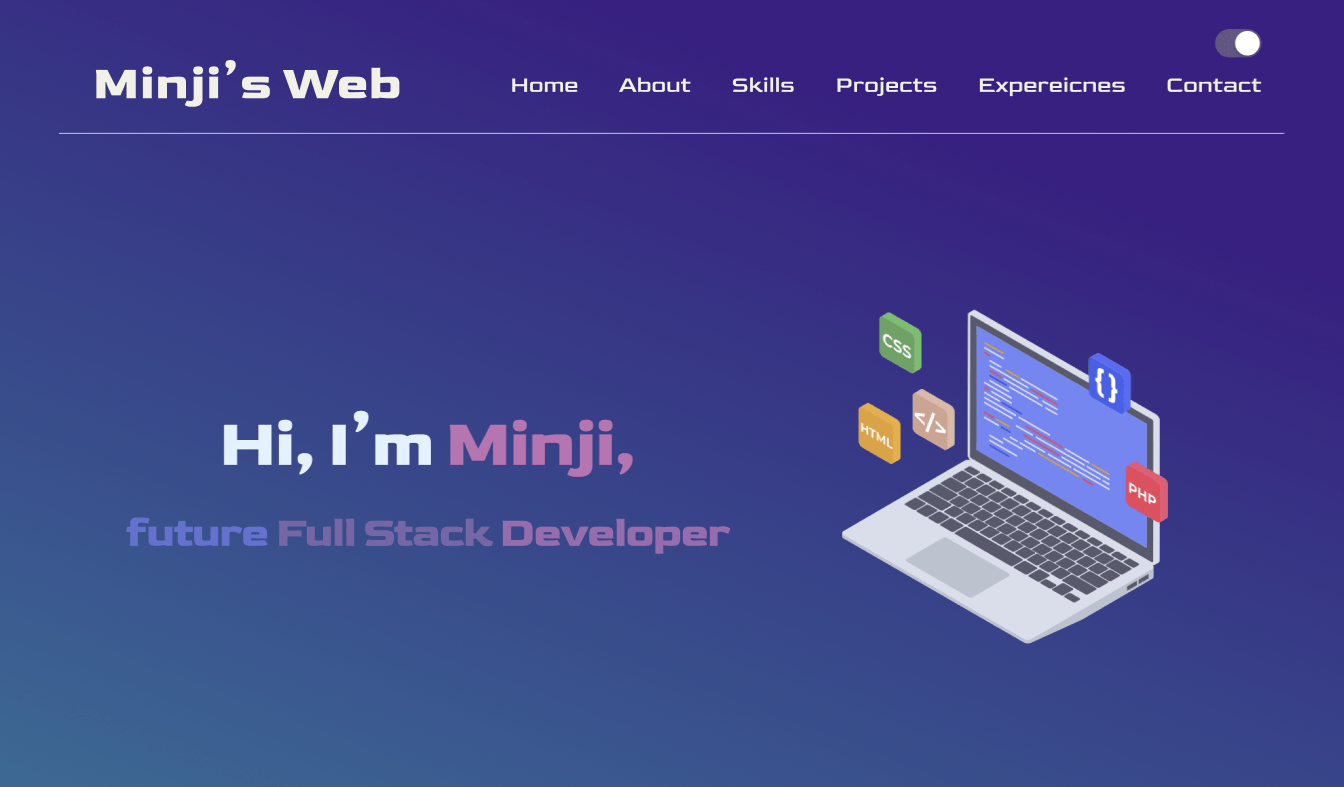 Minji’s Web
Home About Skills Projects Expereicnes Contact
Hi, I’m Minji,
future Full Stack Developer
CSS
{}
</>
HTML
PHP